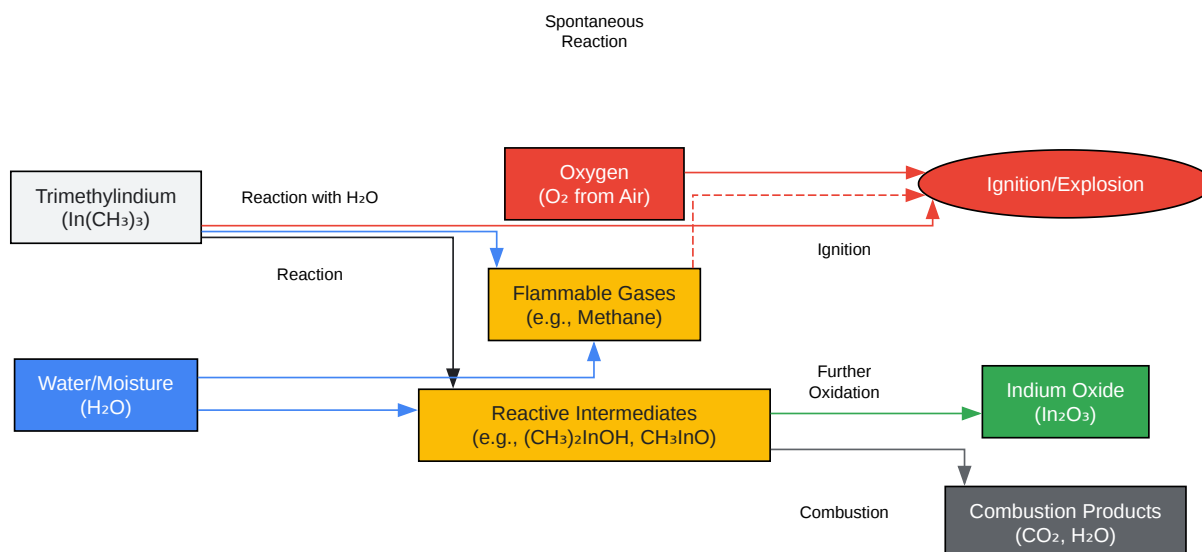 Spontaneous
Reaction
Oxygen
(O₂ from Air)
Ignition/Explosion
Trimethylindium
(In(CH₃)₃)
Reaction with H₂O
Ignition
Reaction
Flammable Gases
(e.g., Methane)
Water/Moisture
(H₂O)
Further
Oxidation
Reactive Intermediates
(e.g., (CH₃)₂InOH, CH₃InO)
Indium Oxide
(In₂O₃)
Combustion
Combustion Products
(CO₂, H₂O)